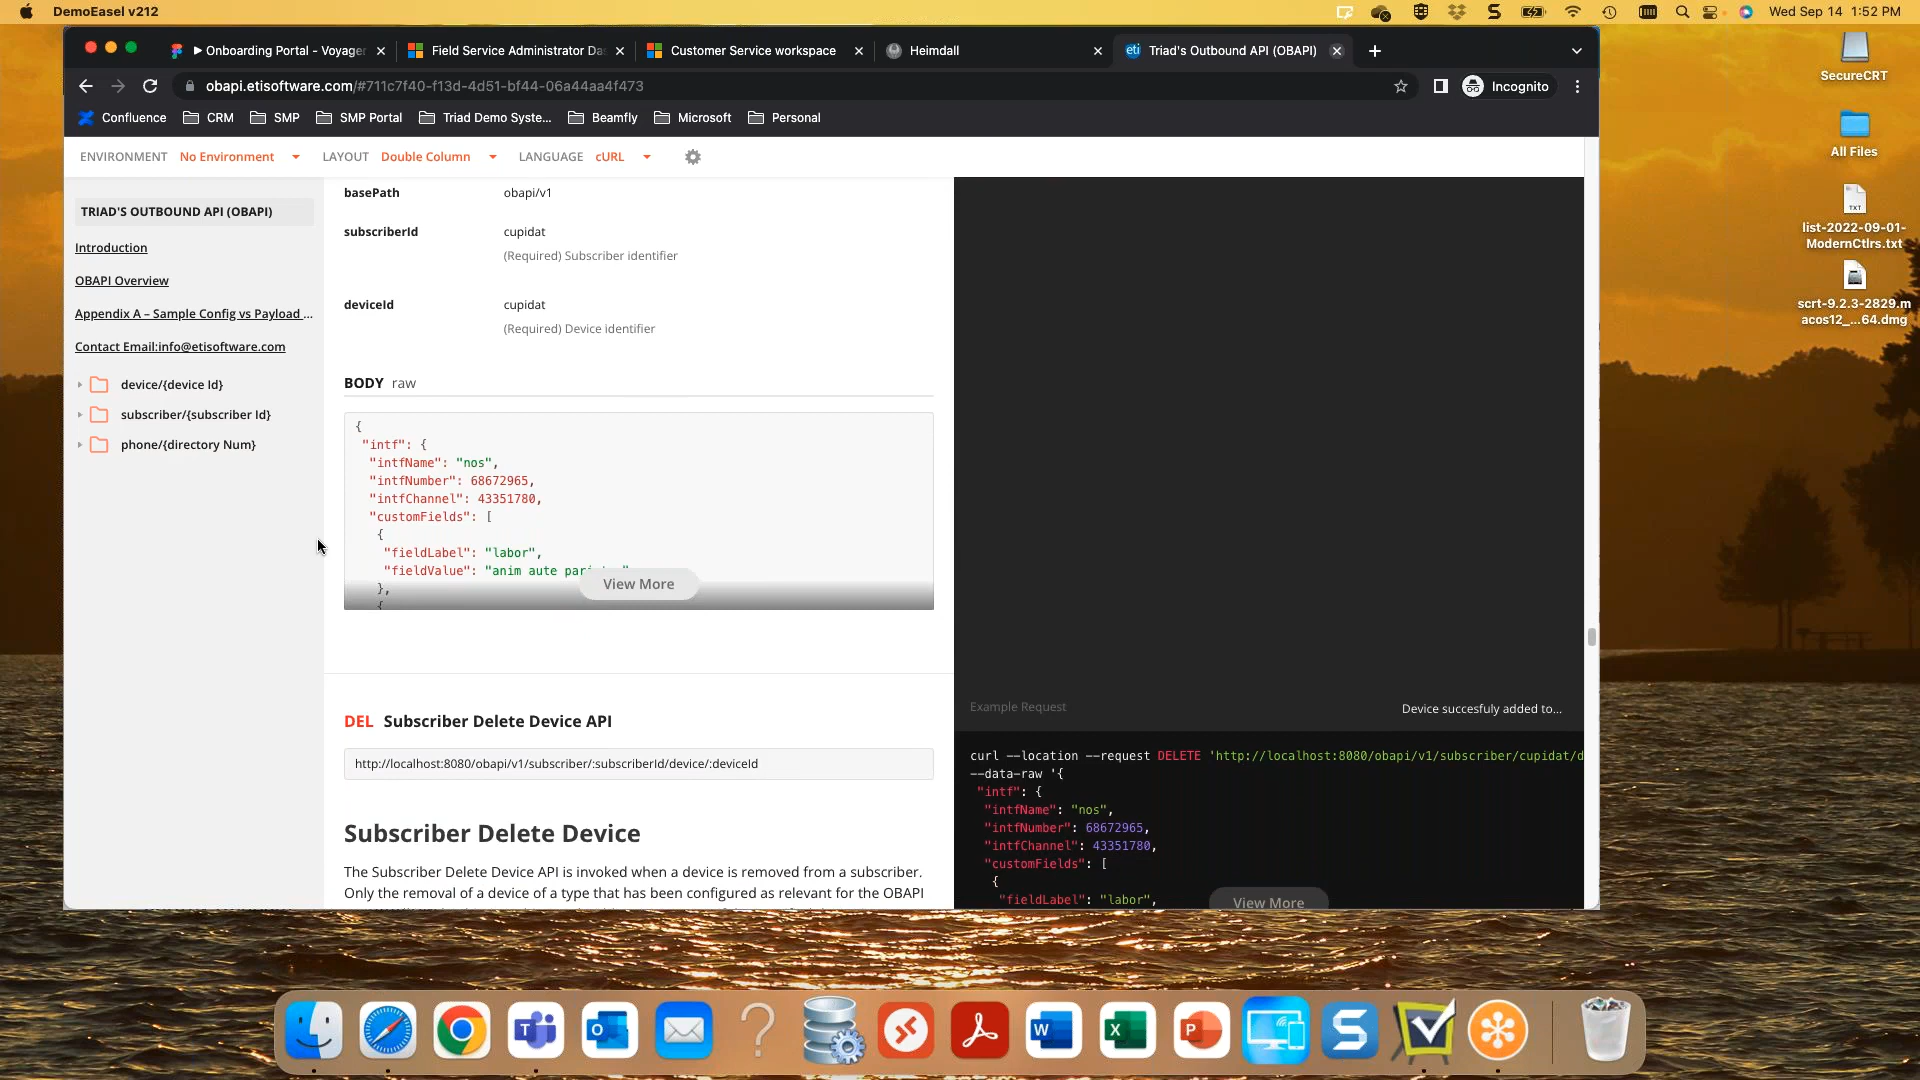 DemoEasel v212
Wed Sep 14 1:52 PM
Onboarding Portal - Voyager
Field Service Administrator Da
Customer Service workspace
Heimdall
Triad's Outbound API (OBAPI)
obapi.etisoftware.com/#711c7f40-f13d-4d51-bf44-06a44aa4f473
Incognito
Confluence
CRM
SMP
SMP Portal
Triad Demo Syste...
Beamfly
Microsoft
Personal
ENVIRONMENT No Environment
LAYOUT Double Column
LANGUAGE cURL
TRIAD'S OUTBOUND API (OBAPI)
Introduction
OBAPI Overview
Appendix A – Sample Config vs Payload ...
Contact Email:info@etisoftware.com
device/{device Id}
subscriber/{subscriber Id}
phone/{directory Num}
basePath obapi/v1
subscriberId cupidat
(Required) Subscriber identifier
deviceId cupidat
(Required) Device identifier
BODY raw
{
"intf": {
"intfName": "nos",
"intfNumber": 68672965,
"intfChannel": 43351780,
"customFields": [
{
"fieldLabel": "labor",
"fieldValue": "anim aute
},
{
View More
DEL Subscriber Delete Device API
http://localhost:8080/obapi/v1/subscriber/:subscriberId/device/:deviceId
Subscriber Delete Device
The Subscriber Delete Device API is invoked when a device is removed from a subscriber.
Only the removal of a device of a type that has been configured as relevant for the OBAPI
Example Request
Device succesfuly added to...
curl --location --request DELETE 'http://localhost:8080/obapi/v1/subscriber/cupidat/d
--data-raw '{
"intf": {
"intfName": "nos",
"intfNumber": 68672965,
"intfChannel": 43351780,
"customFields": [
{
"fieldLabel": "labor",
View More
SecureCRT
All Files
TXT
list-2022-09-01-
ModernCtlrs.txt
scrt-9.2.3-2829.m
acos12_...64.dmg